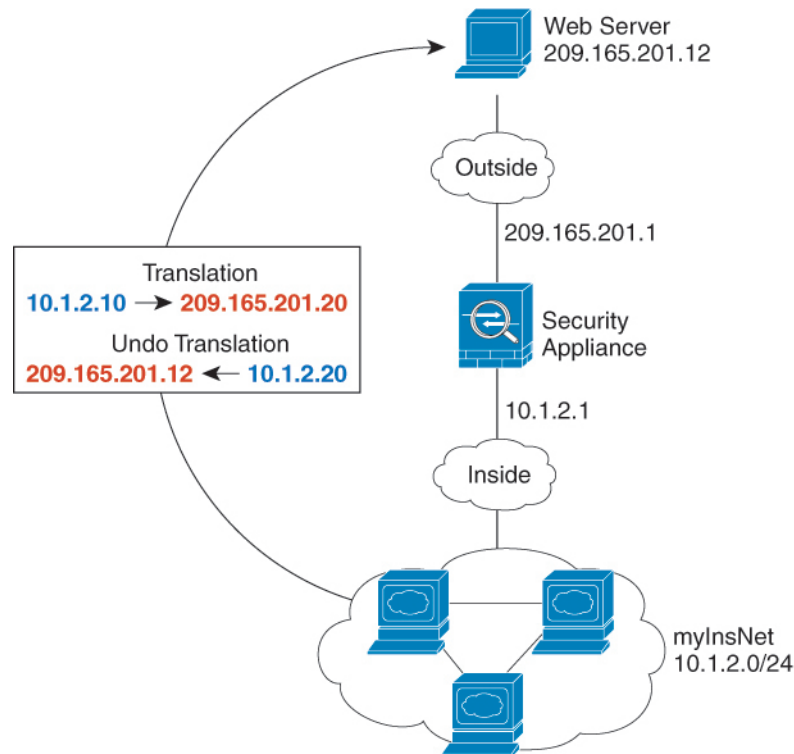 Web Server
209.165.201.12
Outside
209.165.201.1
Translation
10.1.2.10 → 209.165.201.20
Undo Translation
209.165.201.12 ← 10.1.2.20
Security
Appliance
10.1.2.1
Inside
myInsNet
10.1.2.0/24